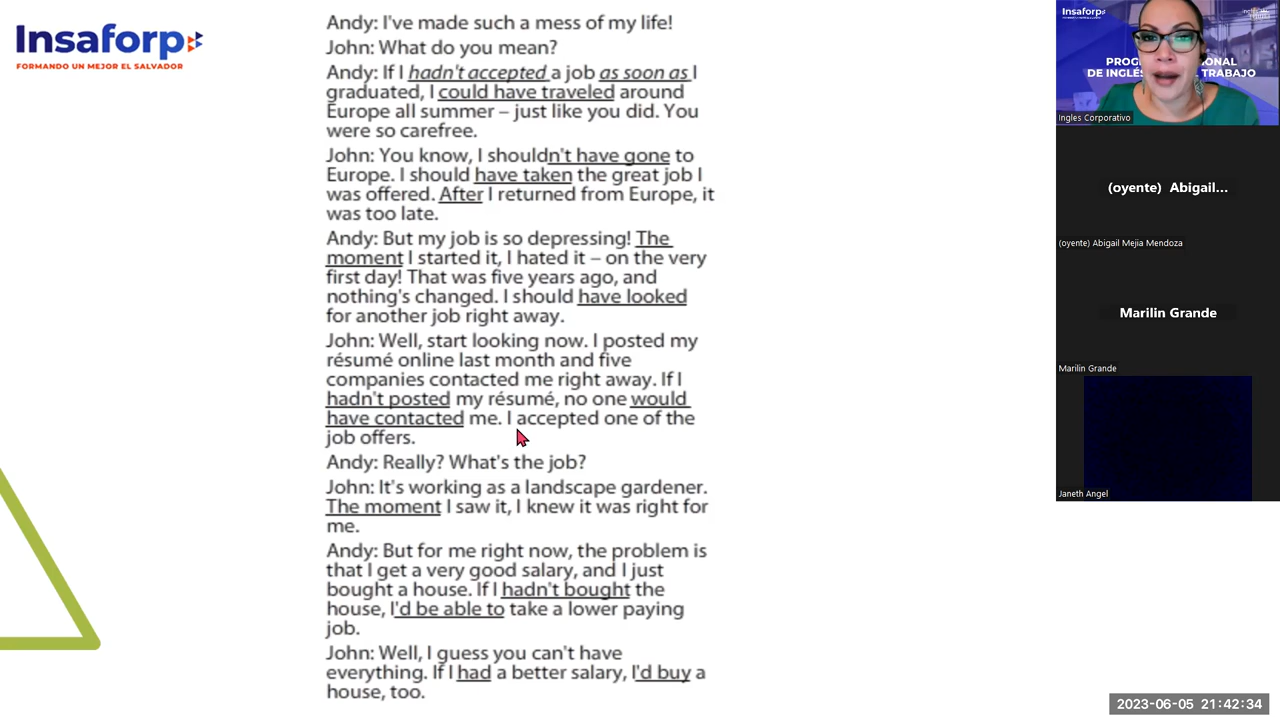 Insaforp
FORMANDO UN MEJOR EL SALVADOR
Andy: I've made such a mess of my life!
John: What do you mean?
Andy: If I hadn't accepted a job as soon as I
graduated, I could have traveled around
Europe all summer – just like you did. You
were so carefree.
John: You know, I shouldn't have gone to
Europe. I should have taken the great job I
was offered. After I returned from Europe, it
was too late.
Andy: But my job is so depressing! The
moment I started it, I hated it – on the very
first day! That was five years ago, and
nothing's changed. I should have looked
for another job right away.
John: Well, start looking now. I posted my
résumé online last month and five
companies contacted me right away. If I
hadn't posted my résumé, no one would
have contacted me. I accepted one of the
job offers.
Andy: Really? What's the job?
John: It's working as a landscape gardener.
The moment I saw it, I knew it was right for
me.
Andy: But for me right now, the problem is
that I get a very good salary, and I just
bought a house. If I hadn't bought the
house, I'd be able to take a lower paying
job.
John: Well, I guess you can't have
everything. If I had a better salary, I'd buy a
house, too.
Insaforp
PROG ONAL
DE INGLÉS TRABAJO
Ingles Corporativo
(oyente) Abigail...
(oyente) Abigail Mejia Mendoza
Marilin Grande
Marilin Grande
Janeth Angel
2023-06-05 21:42:34